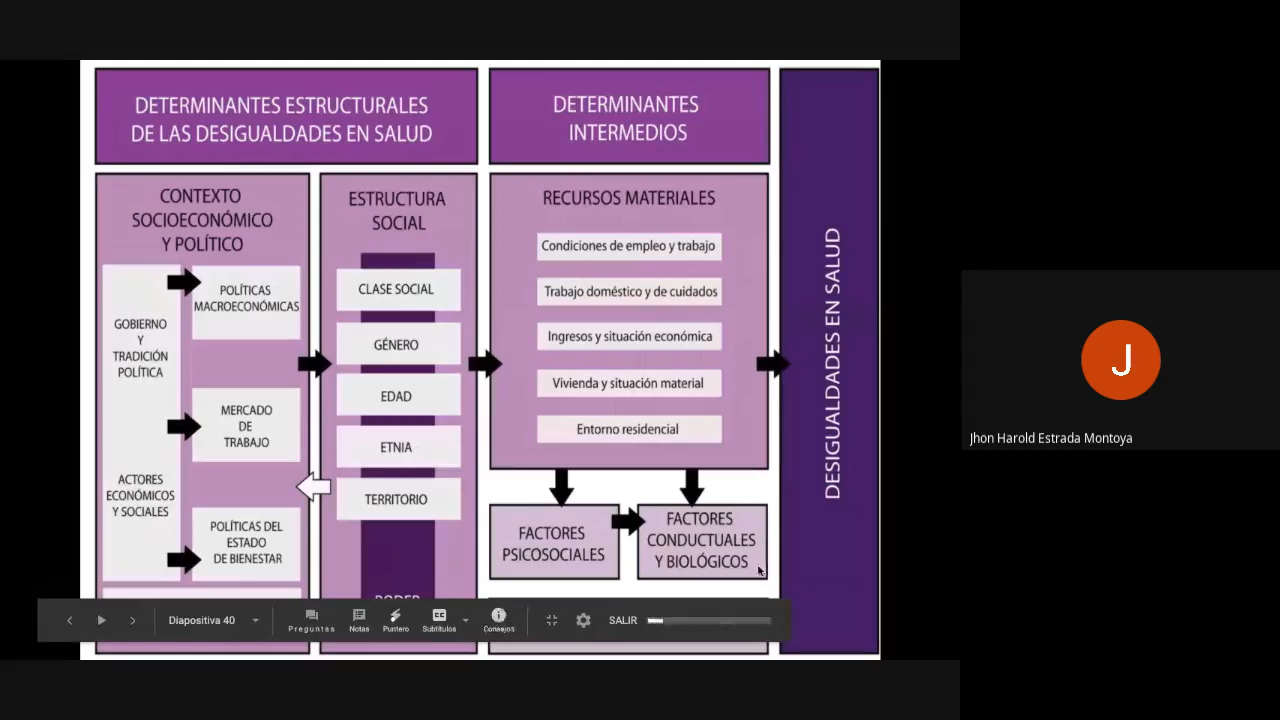 DETERMINANTES ESTRUCTURALES
DE LAS DESIGUALDADES EN SALUD
DETERMINANTES
INTERMEDIOS
CONTEXTO
SOCIOECONÓMICO
Y POLÍTICO
GOBIERNO
Y
TRADICIÓN
POLÍTICA
ACTORES
ECONÓMICOS
Y SOCIALES
POLÍTICAS
MACROECONÓMICAS
MERCADO
DE
TRABAJO
POLÍTICAS DEL
ESTADO
DE BIENESTAR
ESTRUCTURA
SOCIAL
CLASE SOCIAL
GÉNERO
EDAD
ETNIA
TERRITORIO
PODER
RECURSOS MATERIALES
Condiciones de empleo y trabajo
Trabajo doméstico y de cuidados
Ingresos y situación económica
Vivienda y situación material
Entorno residencial
FACTORES
PSICOSOCIALES
FACTORES
CONDUCTUALES
Y BIOLÓGICOS
DESIGUALDADES EN SALUD
Diapositiva 40
Preguntas
Notas
Puntero
Subtítulos
Consejos
SALIR
J
Jhon Harold Estrada Montoya